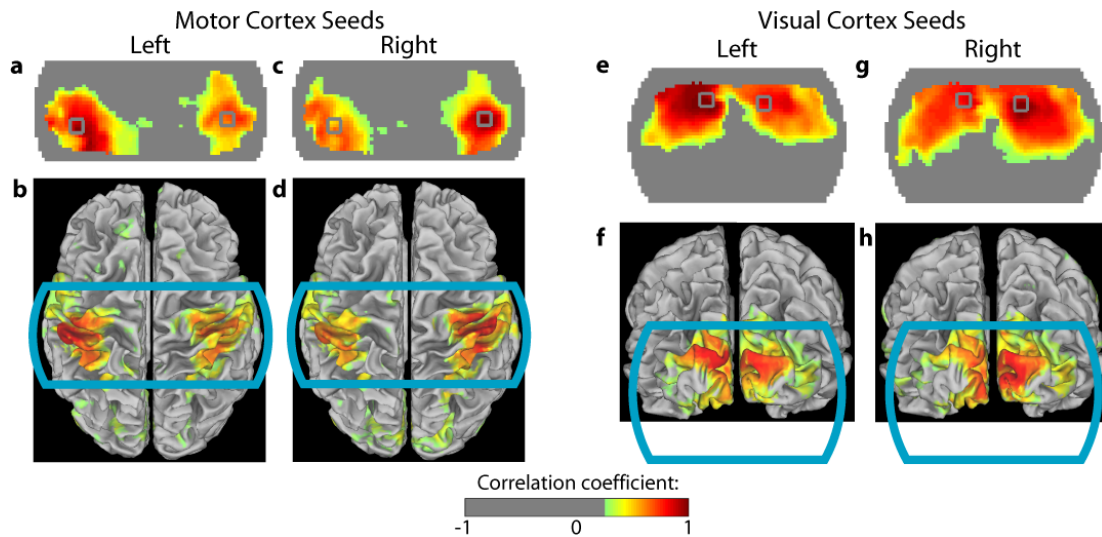 Motor Cortex Seeds
Visual Cortex Seeds
Left
Right
Left
Right
a
c
e
g
b
d
f
h
Correlation coefficient:
-1
0
1